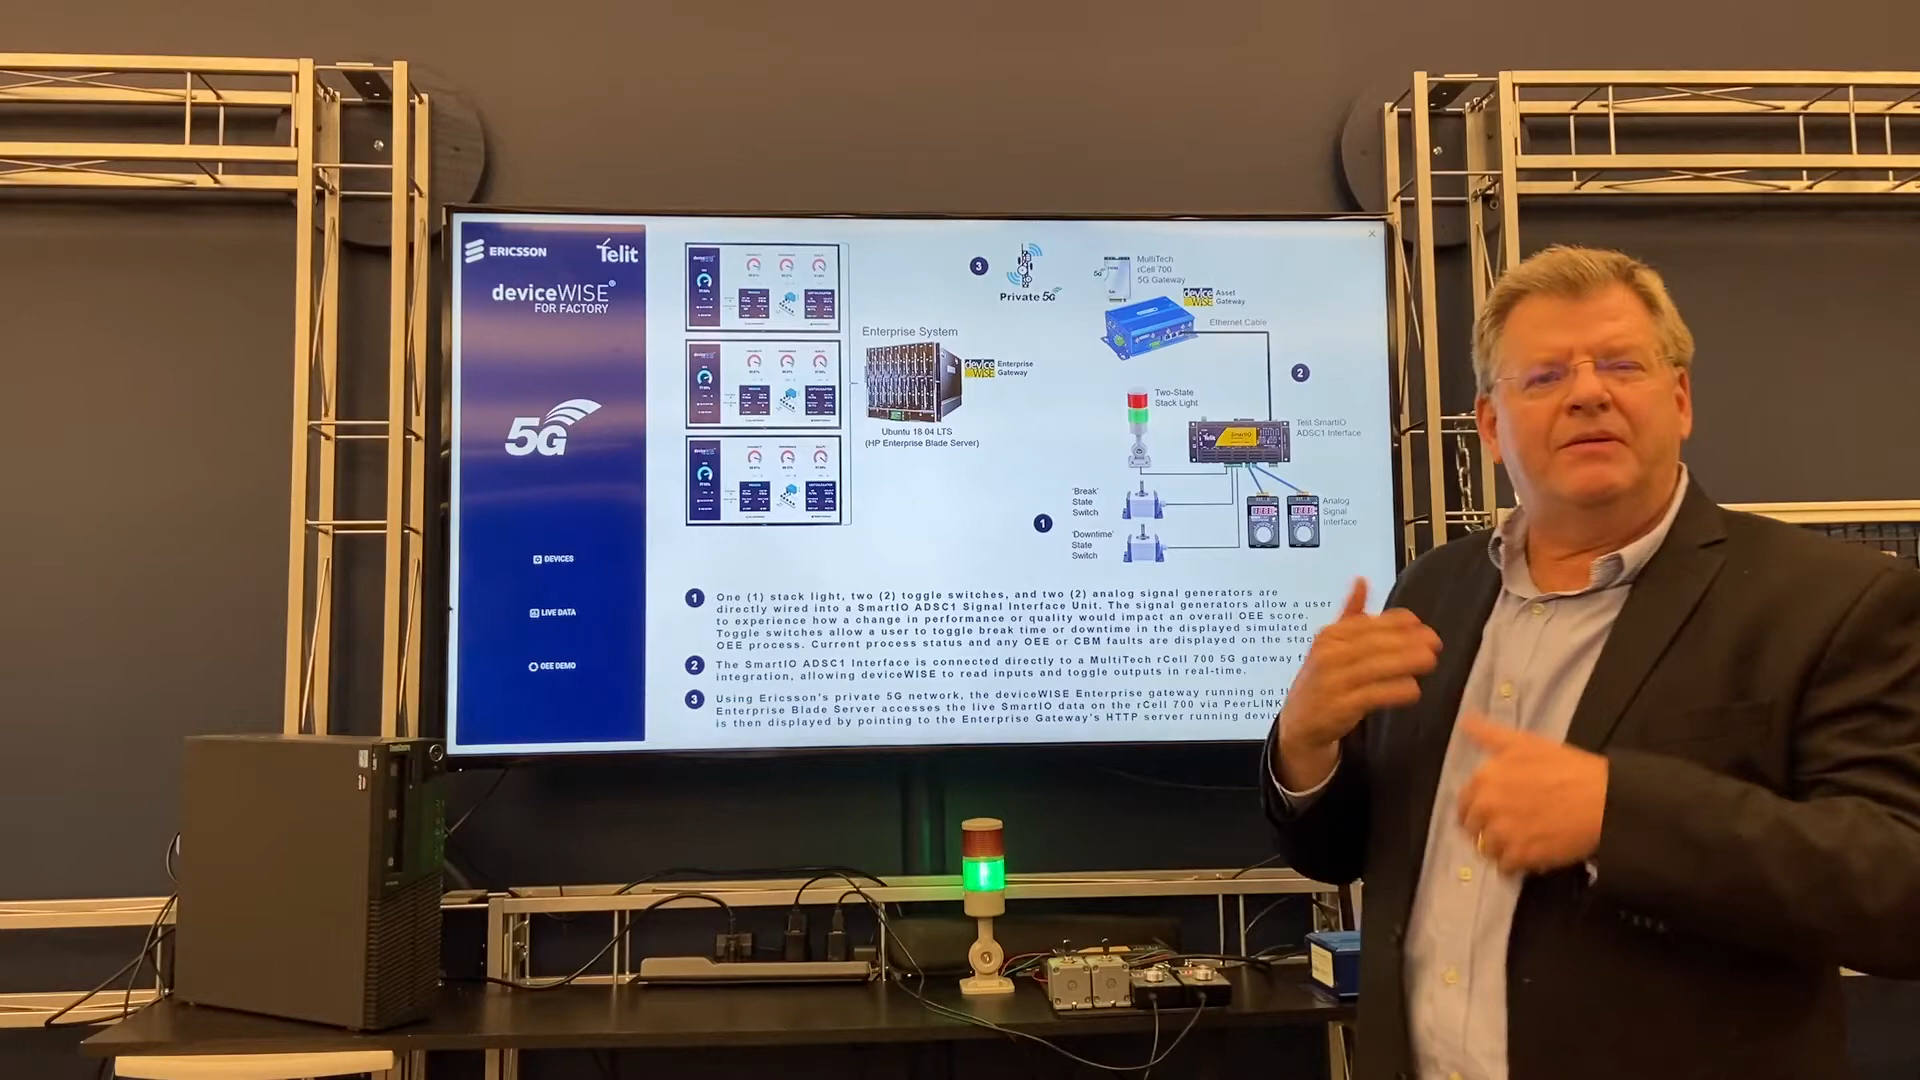 ERICSSON
Telit
deviceWISE®
FOR FACTORY
5G
DEVICES
LIVE DATA
OEE DEMO
Enterprise System
device
WISE
Enterprise
Gateway
Ubuntu 18.04 LTS
(HP Enterprise Blade Server)
3
Private 5G
MultiTech
rCell 700
5G Gateway
5G
device
WISE
Asset
Gateway
Ethernet Cable
2
Two-State
Stack Light
Telit
SmartIO
Telit SmartIO
ADSC1 Interface
'Break'
State
Switch
1
'Downtime'
State
Switch
Analog
Signal
Interface
1 One (1) stack light, two (2) toggle switches, and two (2) analog signal generators are
directly wired into a SmartIO ADSC1 Signal Interface Unit. The signal generators allow a user
to experience how a change in performance or quality would impact an overall OEE score.
Toggle switches allow a user to toggle break time or downtime in the displayed simulated
OEE process. Current process status and any OEE or CBM faults are displayed on the
2 The SmartIO ADSC1 Interface is connected directly to a MultiTech rCell 700 5G gateway
integration, allowing deviceWISE to read inputs and toggle outputs in real-time.
3 Using Ericsson's private 5G network, the deviceWISE Enterprise gateway running on
Enterprise Blade Server accesses the live SmartIO data on the rCell 700 via PeerLINK
is then displayed by pointing to the Enterprise Gateway's HTTP server running